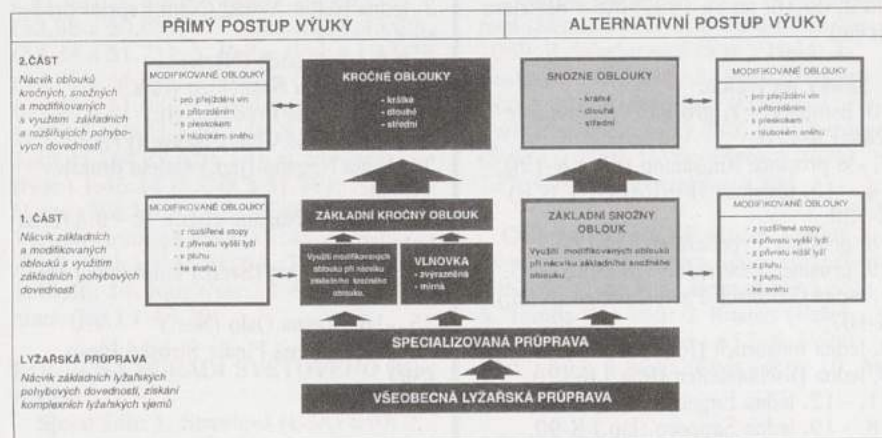 PŘÍMÝ POSTUP VÝUKY
ALTERNATIVNÍ POSTUP VÝUKY
2.ČÁST
Nácvik oblouků
kročných, snožných
a modifikovaných
s využitím základních
a rozšiřujících pohybo-
vých dovedností
MODIFIKOVANÉ OBLOUKY
- pro přejíždění vln
- s přibrzděním
- s přeskokem
- v hlubokém sněhu
KROČNÉ OBLOUKY
- krátké
- dlouhé
- střední
SNOŽNE OBLOUKY
- krátké
- dlouhé
- střední
MODIFIKOVANÉ OBLOUKY
- pro přejíždění vln
- s přibrzděním
- s přeskokem
- v hlubokém sněhu
1. ČÁST
Nácvik základních
a modifikovaných
oblouků s využitím
základních pohybových
dovedností
MODIFIKOVANÉ OBLOUKY
- z rozšířené stopy
- z přívratu vyšší lyží
- v pluhu
- ke svahu
ZÁKLADNÍ KROČNÝ OBLOUK
Využití modifikovaných
oblouků při nácviku
základního kročného
oblouku.
VLNOVKA
- zvýrazněná
- mírná
ZÁKLADNÍ SNOŽNÝ
OBLOUK
Využití modifikovaných oblouků
při nácviku základního snožného
oblouku
MODIFIKOVANÉ OBLOUKY
- z rozšířené stopy
- s přívratu vyšší lyží
- z přívratu nižší lyží
- z pluhu
- v pluhu
- ke svahu
SPECIALIZOVANÁ PRŮPRAVA
LYŽAŘSKÁ PRŮPRAVA
Nácvik základních lyžařských
pohybových dovedností, získání
komplexních lyžařských vjemů
VŠEOBECNÁ LYŽAŘSKÁ PRŮPRAVA